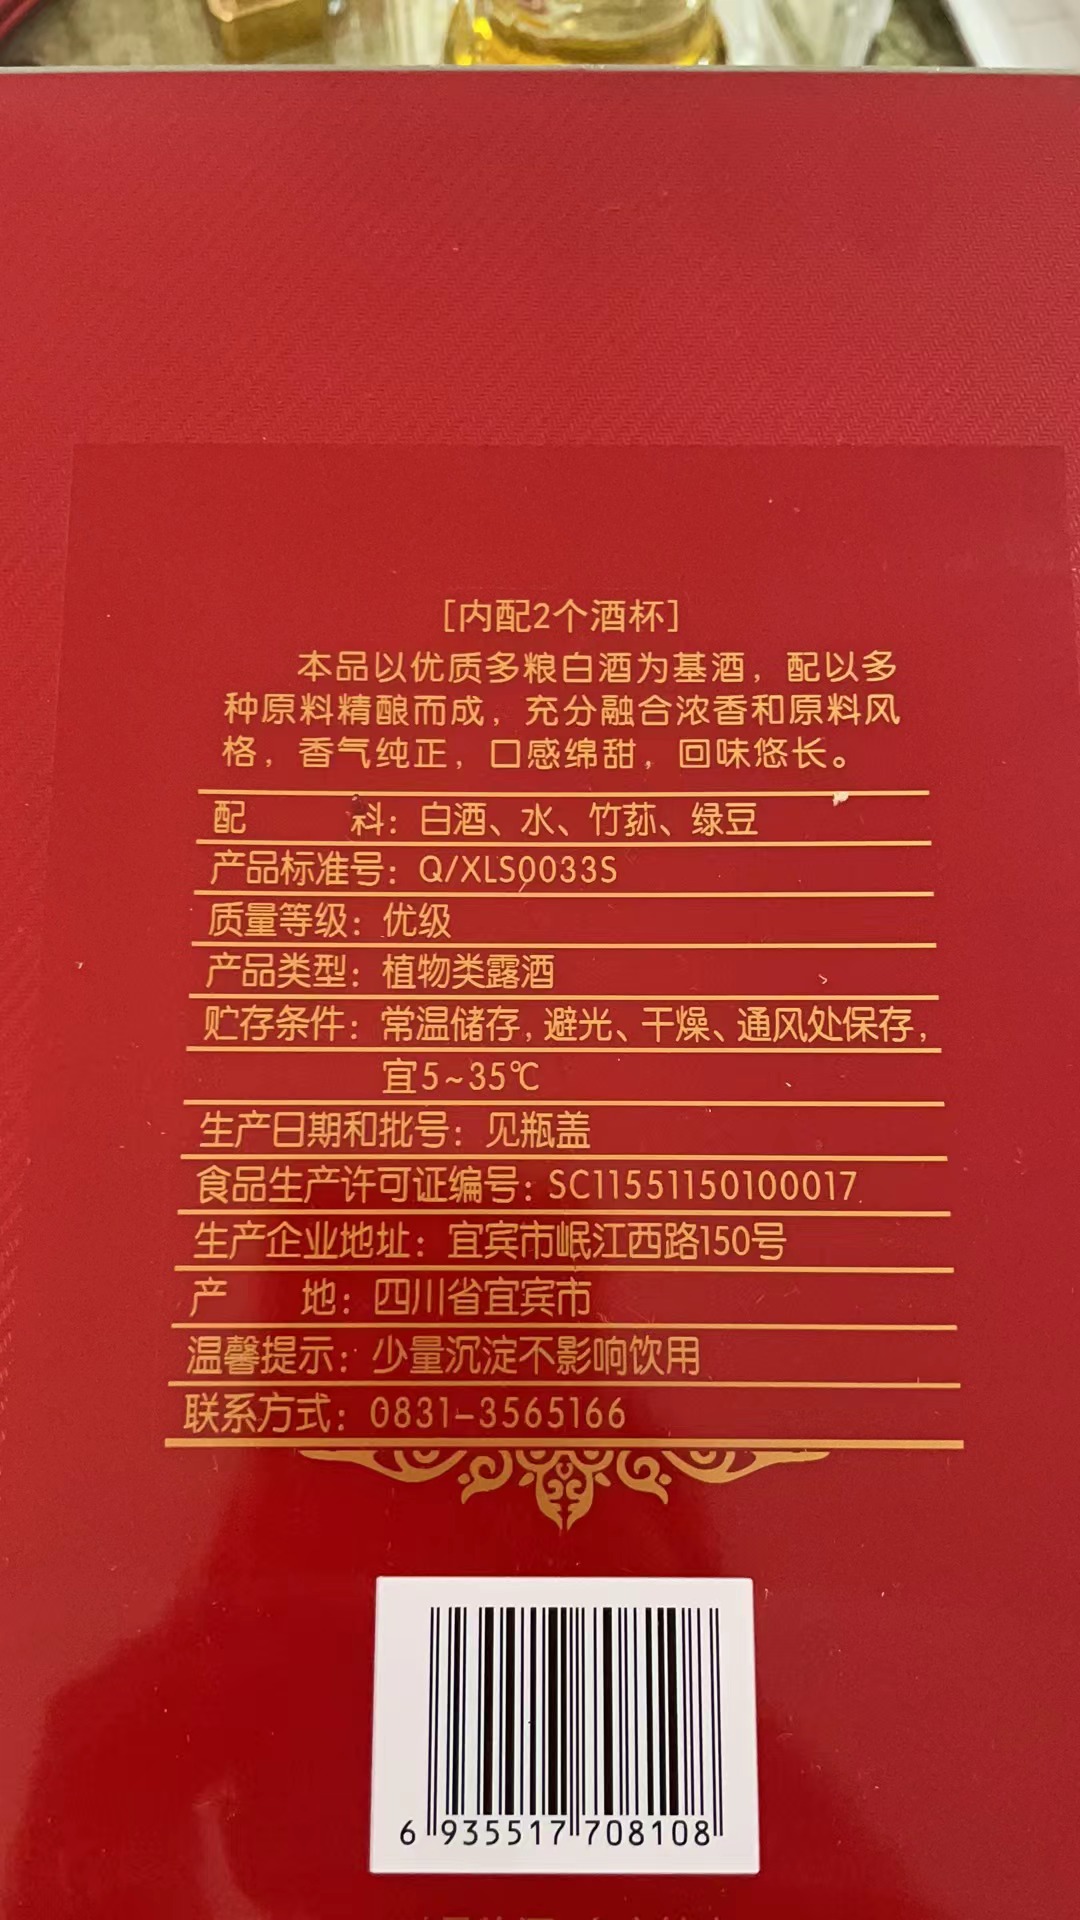 [内配2个酒杯]
本品以优质多粮白酒为基酒，配以多
种原料精酿而成，充分融合浓香和原料风
格，香气纯正，口感绵甜，回味悠长。
配 料：白酒、水、竹荪、绿豆
产品标准号：Q/XLS0033S
质量等级：优级
产品类型：植物类露酒
贮存条件：常温储存，避光、干燥、通风处保存，
宜5~35℃
生产日期和批号：见瓶盖
食品生产许可证编号：SC11551150100017
生产企业地址：宜宾市岷江西路150号
产 地：四川省宜宾市
温馨提示：少量沉淀不影响饮用
联系方式：0831-3565166
6 935517 708108